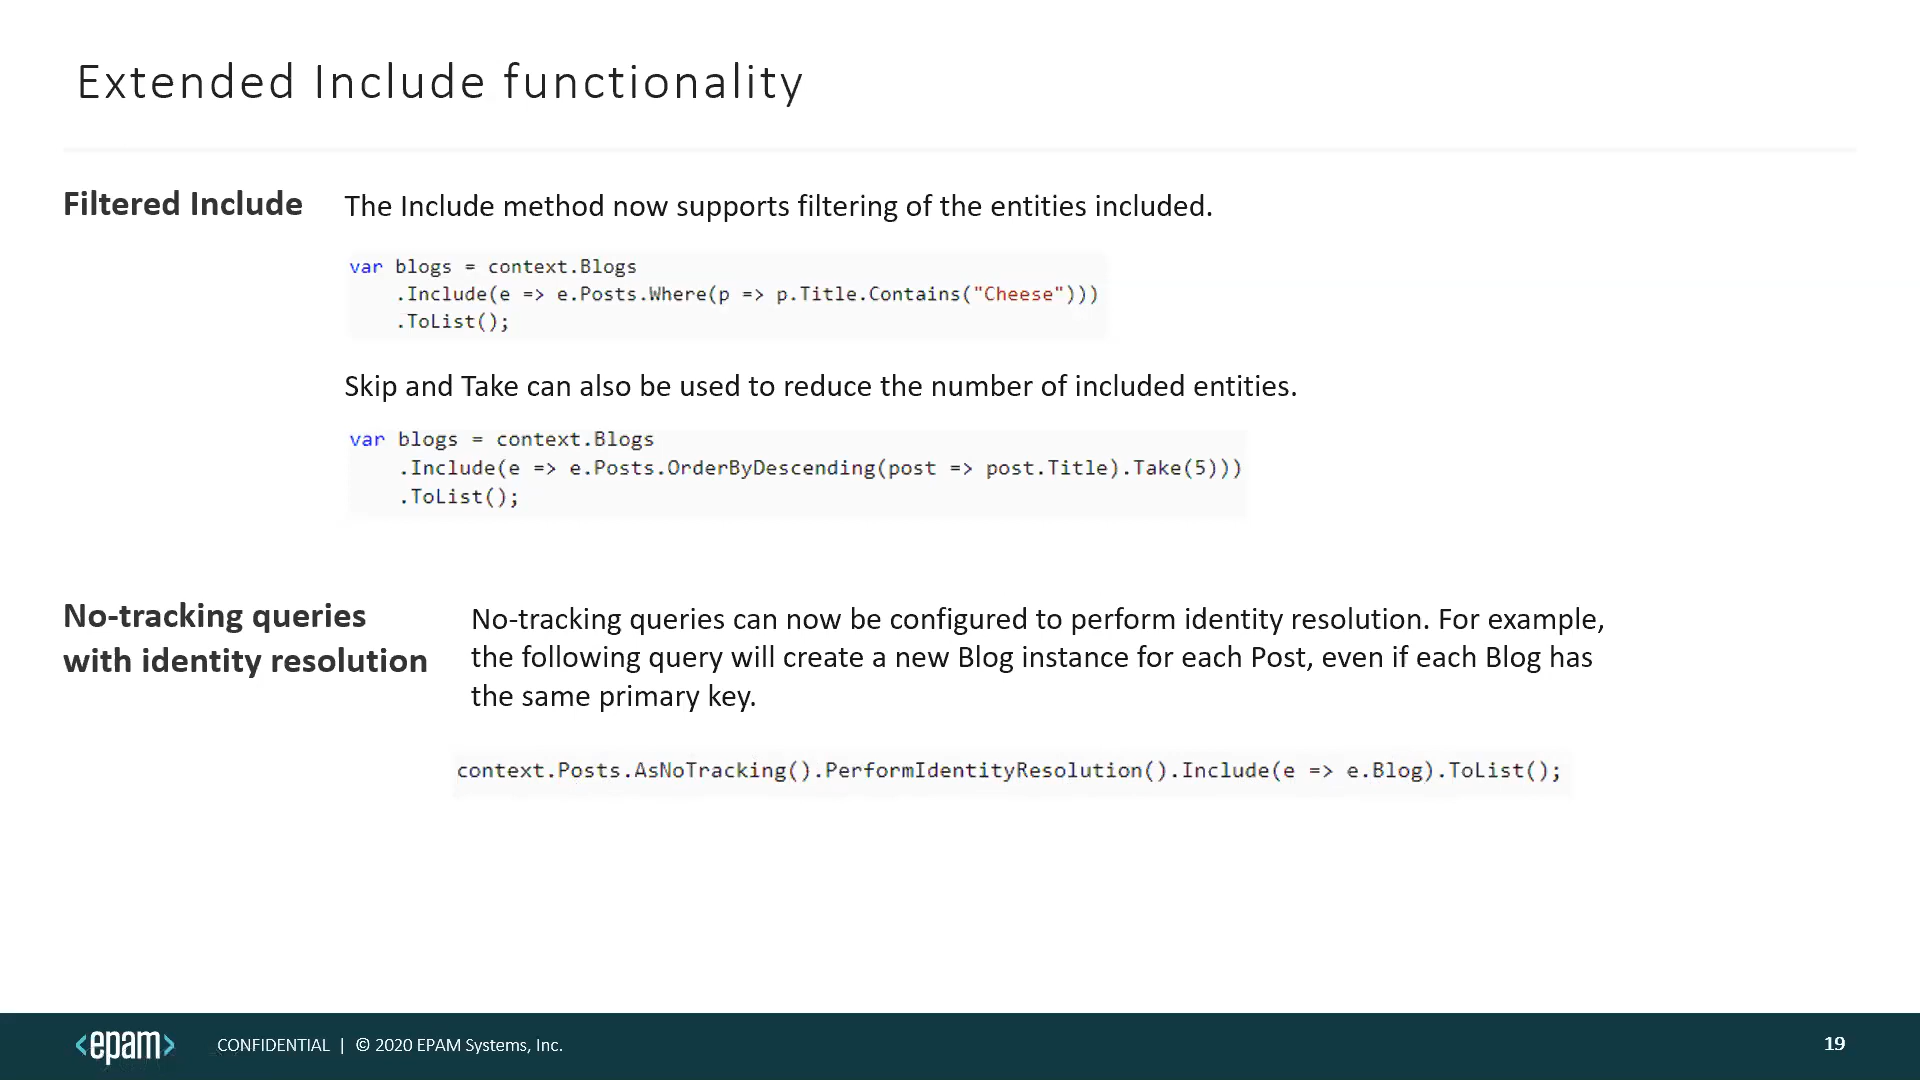 Extended Include functionality
Filtered Include
The Include method now supports filtering of the entities included.
var blogs = context.Blogs
    .Include(e => e.Posts.Where(p => p.Title.Contains("Cheese")))
    .ToList();
Skip and Take can also be used to reduce the number of included entities.
var blogs = context.Blogs
    .Include(e => e.Posts.OrderByDescending(post => post.Title).Take(5)))
    .ToList();
No-tracking queries
with identity resolution
No-tracking queries can now be configured to perform identity resolution. For example,
the following query will create a new Blog instance for each Post, even if each Blog has
the same primary key.
context.Posts.AsNoTracking().PerformIdentityResolution().Include(e => e.Blog).ToList();
<epam> CONFIDENTIAL | © 2020 EPAM Systems, Inc.
19